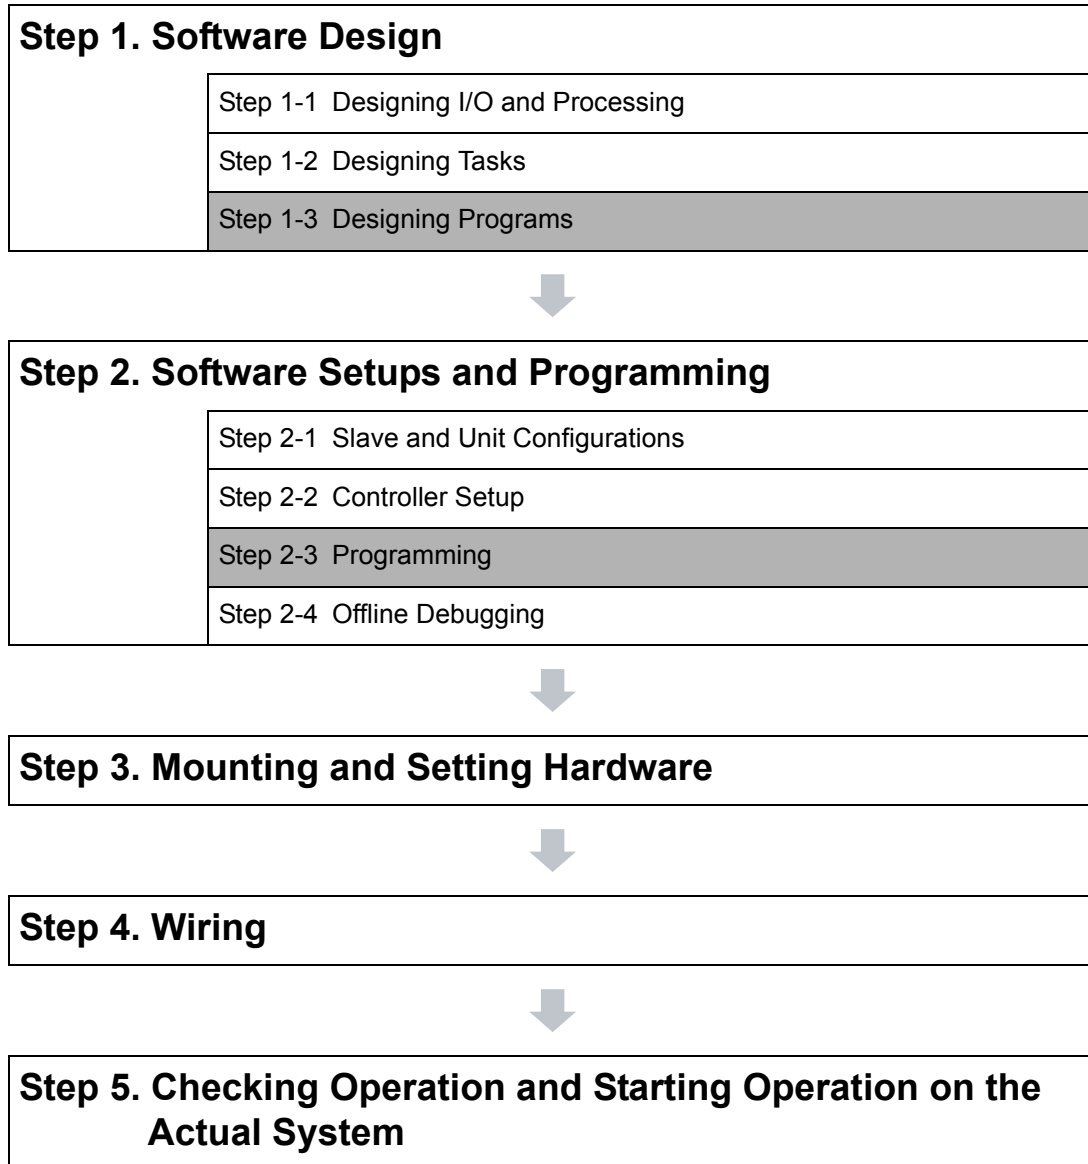 Step 1. Software Design
Step 1-1 Designing I/O and Processing
Step 1-2 Designing Tasks
Step 1-3 Designing Programs
Step 2. Software Setups and Programming
Step 2-1 Slave and Unit Configurations
Step 2-2 Controller Setup
Step 2-3 Programming
Step 2-4 Offline Debugging
Step 3. Mounting and Setting Hardware
Step 4. Wiring
Step 5. Checking Operation and Starting Operation on the
Actual System